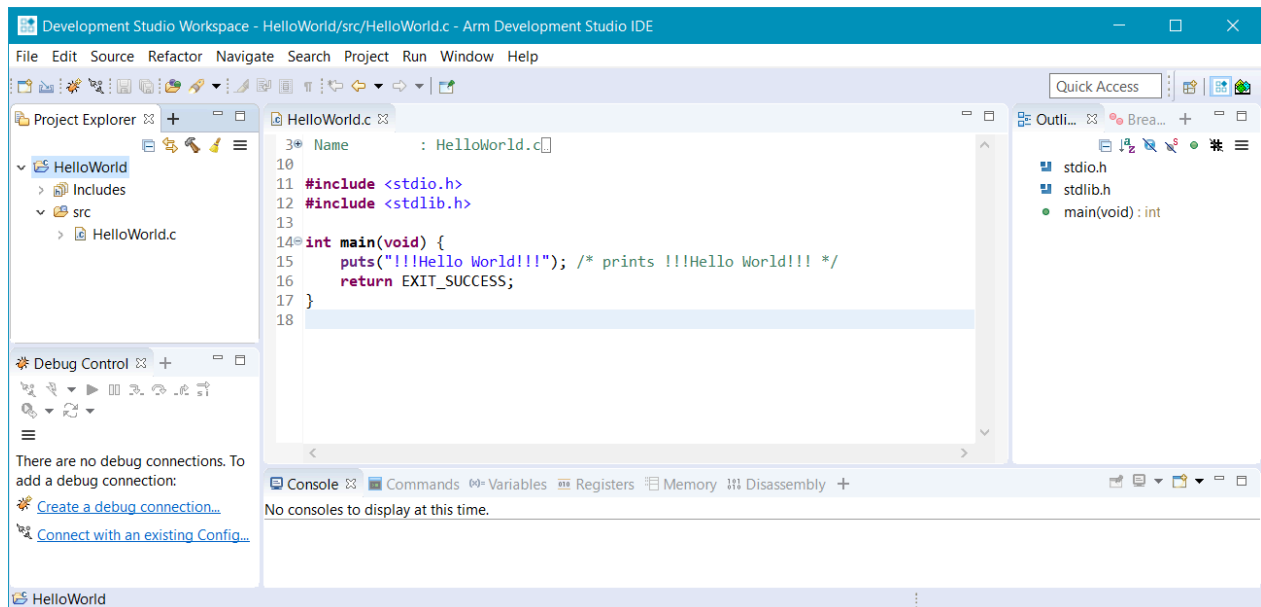 Development Studio Workspace - HelloWorld/src/HelloWorld.c - Arm Development Studio IDE
File Edit Source Refactor Navigate Search Project Run Window Help
Quick Access
Project Explorer
HelloWorld
Includes
src
HelloWorld.c
HelloWorld.c
3 Name : HelloWorld.c
10
11 #include <stdio.h>
12 #include <stdlib.h>
13
14 int main(void) {
15 puts("!!!Hello World!!!"); /* prints !!!Hello World!!! */
16 return EXIT_SUCCESS;
17 }
18
Outli... Brea...
stdio.h
stdlib.h
main(void) : int
Debug Control
There are no debug connections. To
add a debug connection:
Create a debug connection...
Connect with an existing Config...
Console Commands Variables Registers Memory Disassembly
No consoles to display at this time.
HelloWorld